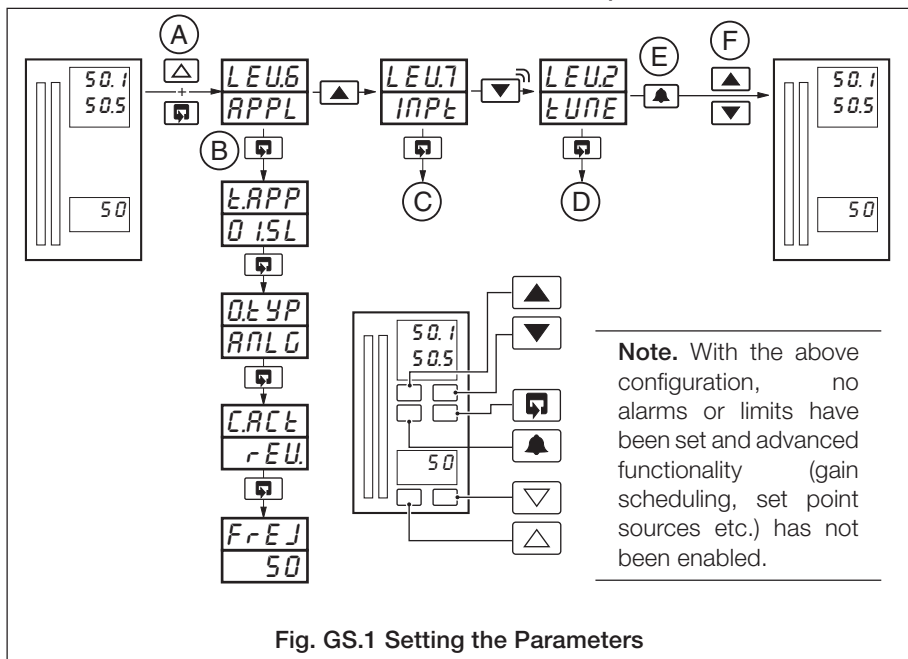 A
E
F
50.1
50.5
50
LEV.6
APPL
LEV.7
INPt
LEV.2
tUNE
50.1
50.5
50
B
C
D
t.APP
01.SL
O.tYP
ANLG
C.ACt
rEV.
FrEJ
50
50.1
50.5
50
Note. With the above
configuration, no
alarms or limits have
been set and advanced
functionality (gain
scheduling, set point
sources etc.) has not
been enabled.
Fig. GS.1 Setting the Parameters